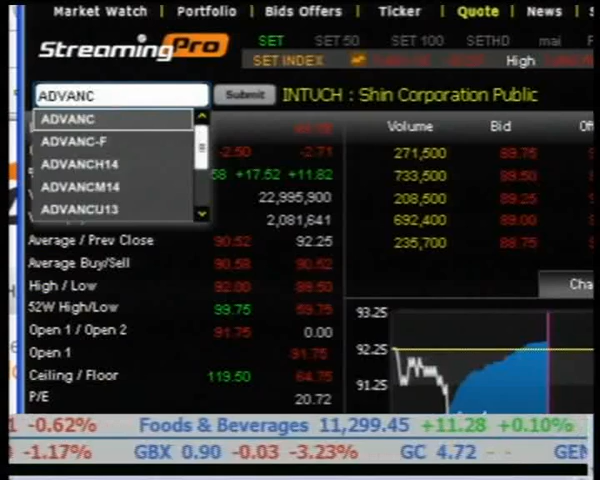 Market Watch Portfolio Bids Offers Ticker Quote News
StreamingPro SET SET 50 SET 100 SETHD mai
SET INDEX High
ADVANC Submit INTUCH : Shin Corporation Public
ADVANC
ADVANC-F
ADVANCH14
ADVANCM14
ADVANCU13
Volume Bid
-2.50 -2.71 271,500 89.75
58 +17.52 +11.82 733,500 89.50
22,995,900 208,500 89.25
2,081,641 692,400 89.00
235,700 88.75
Average / Prev Close 90.52 92.25
Average Buy/Sell 90.58 90.52
High / Low 92.00 89.50
52W High/Low 99.75 59.75
Open 1 / Open 2 91.75 0.00
Open 1 91.75
Ceiling / Floor 119.50 64.75
P/E 20.72
Cha
93.25
92.25
91.25
1 -0.62% Foods & Beverages 11,299.45 +11.28 +0.10%
-1.17% GBX 0.90 -0.03 -3.23% GC 4.72 - - GEN